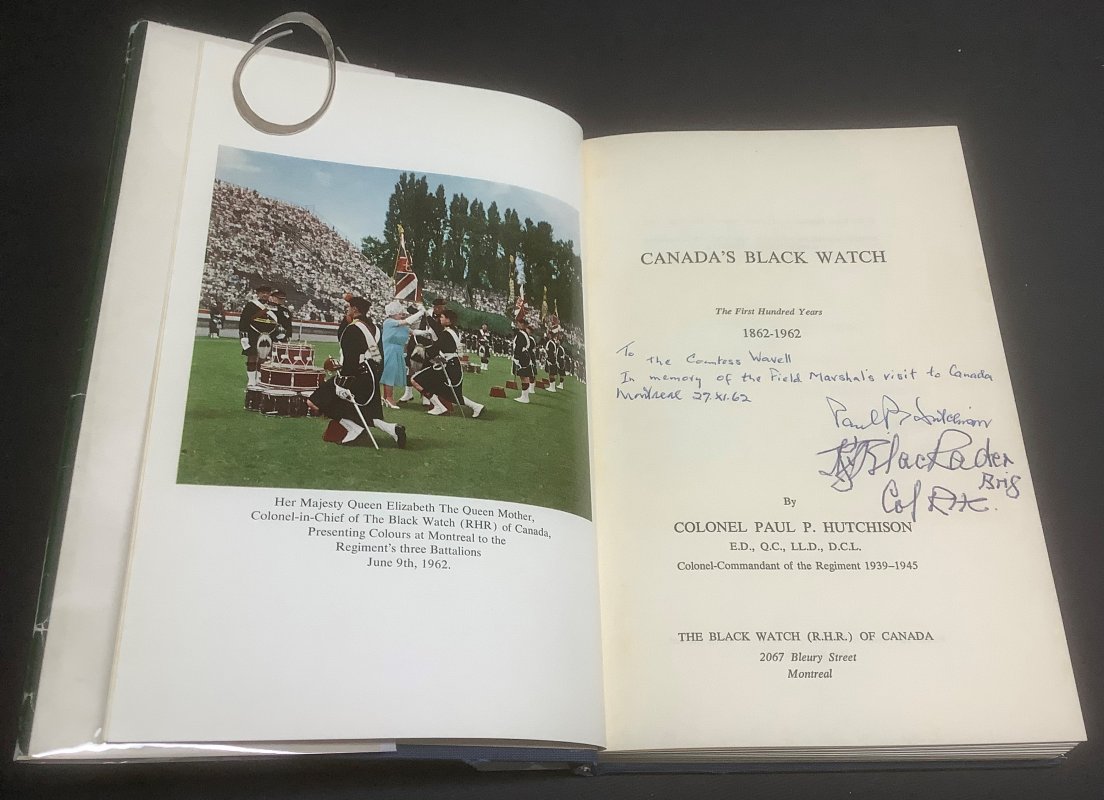 Her Majesty Queen Elizabeth The Queen Mother,
Colonel-in-Chief of The Black Watch (RHR) of Canada,
Presenting Colours at Montreal to the
Regiment's three Battalions
June 9th, 1962.
CANADA'S BLACK WATCH
The First Hundred Years
1862-1962
To The Comtess Wavell
In memory of the Field Marshal's visit to Canada
Montreal 27.XI.62
Paul P. Hutchison
Blackader
Brig
Col
By
COLONEL PAUL P. HUTCHISON
E.D., Q.C., LL.D., D.C.L.
Colonel-Commandant of the Regiment 1939–1945
THE BLACK WATCH (R.H.R.) OF CANADA
2067 Bleury Street
Montreal